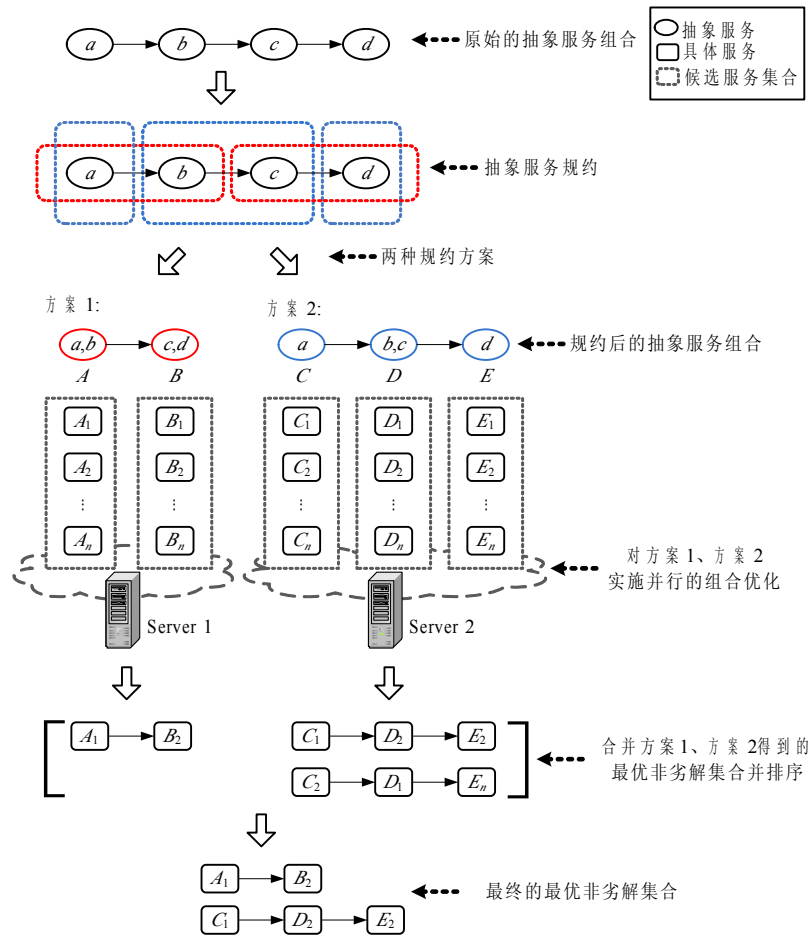 a b c d
原始的抽象服务组合
抽象服务
具体服务
候选服务集合
a b c d
抽象服务规约
两种规约方案
方案 1:
方案 2:
a,b c,d a b,c d
规约后的抽象服务组合
A B C D E
A1 B1 C1 D1 E1
A2 B2 C2 D2 E2
⋮ ⋮ ⋮ ⋮ ⋮
An Bn Cn Dn En
对方案 1、方案 2
实施并行的组合优化
Server 1
Server 2
A1 B2
C1 D2 E2
C2 D1 En
合并方案 1、方案 2得到的
最优非劣解集合并排序
A1 B2
C1 D2 E2
最终的最优非劣解集合